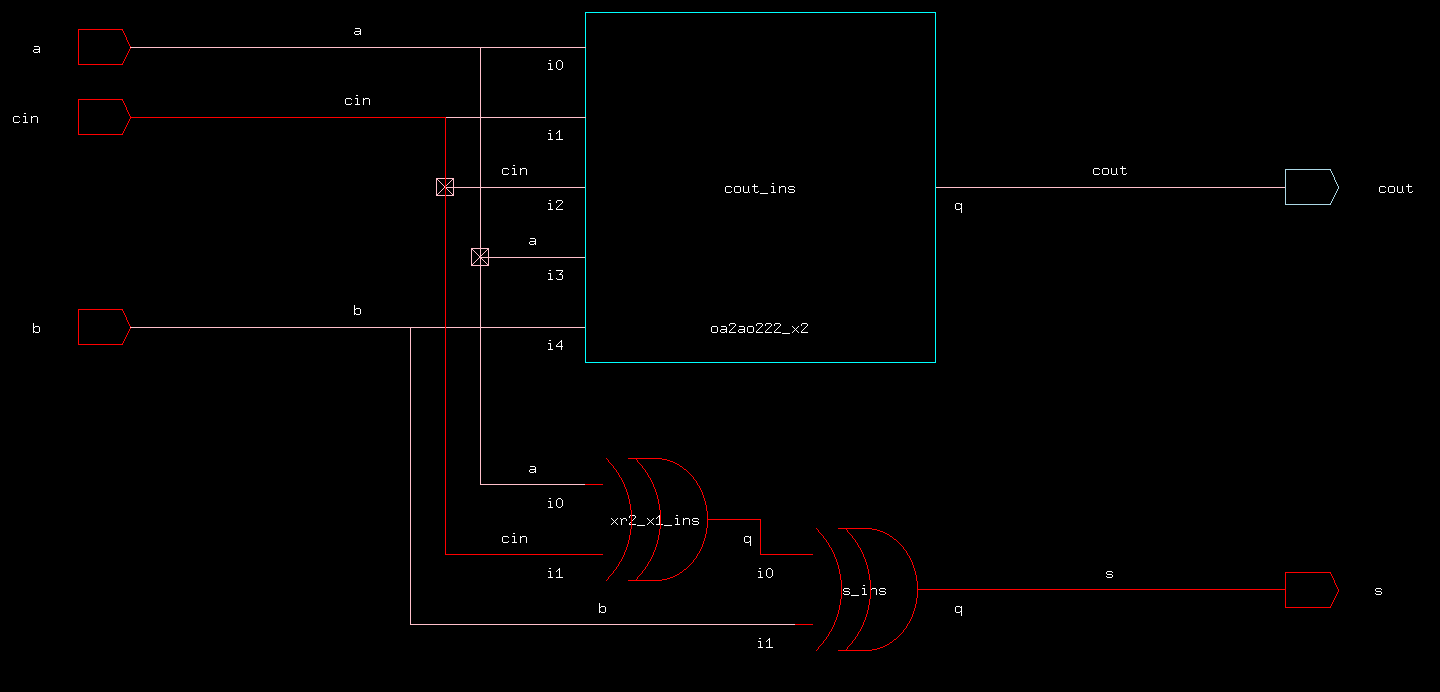 a
a
i0
cin
cin
i1
cin
i2
cout_ins
cout
cout
q
a
i3
b
b
i4
oa2ao222_x2
a
i0
xr2_x1_ins
cin
q
i1
i0
s
s_ins
s
b
q
i1